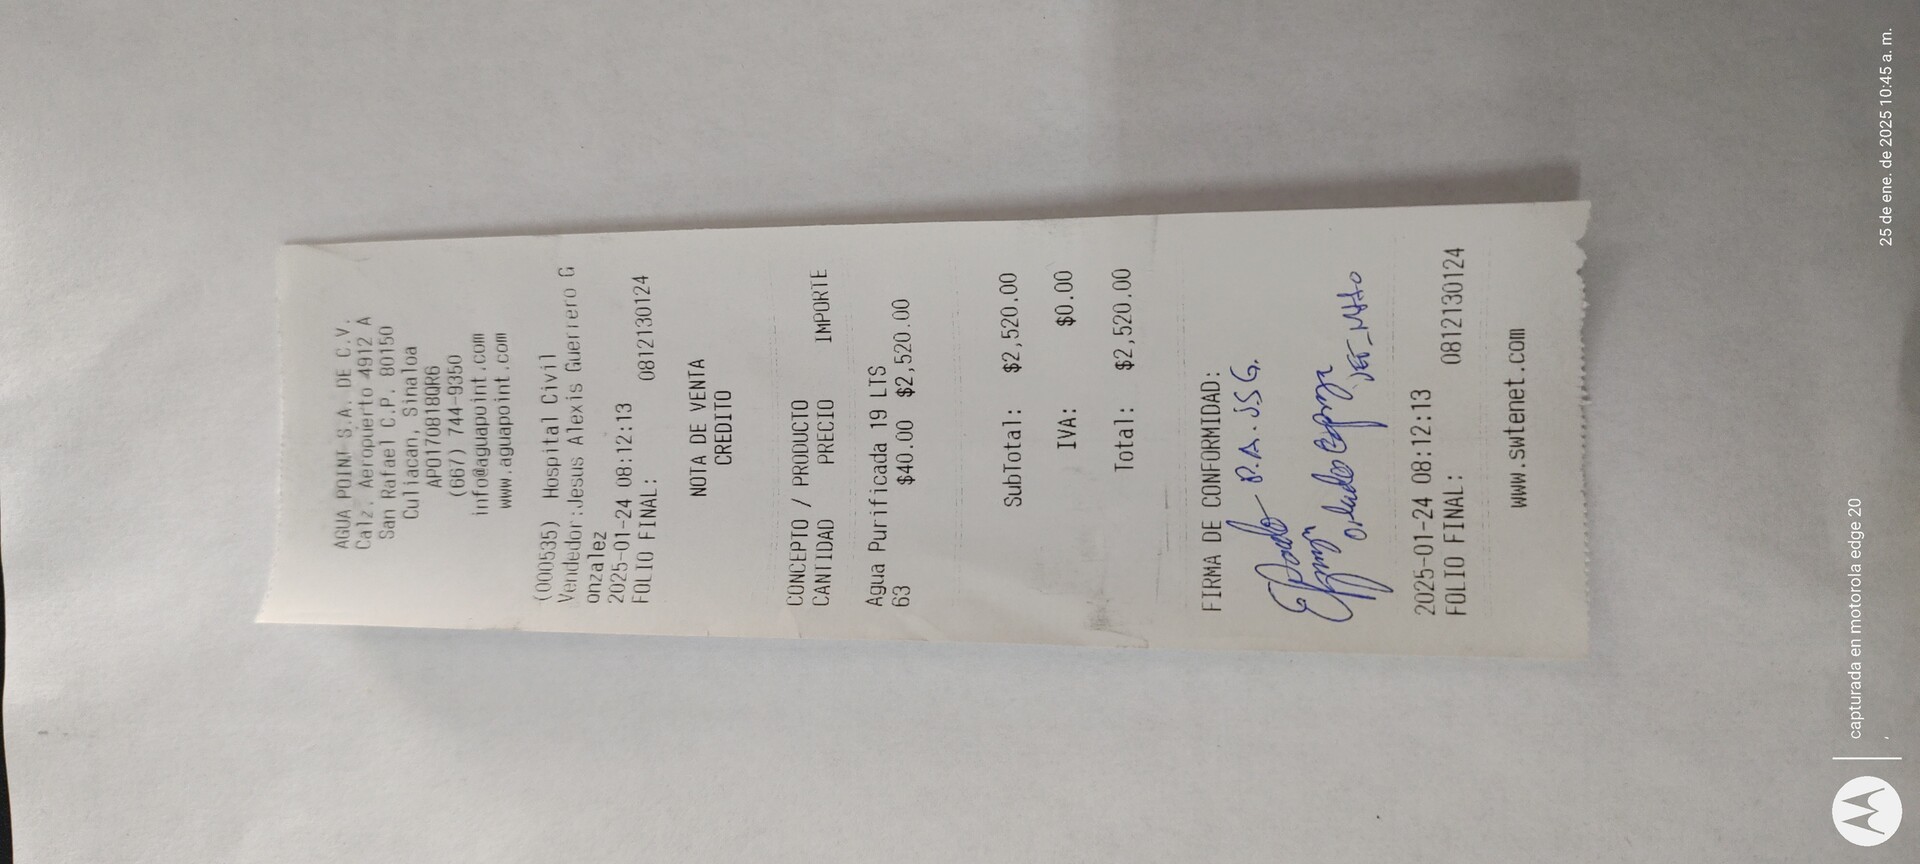 AGUA POINT S.A. DE C.V.
Calz. Aeropuerto 4912 A
San Rafael C.P. 80150
Culiacan, Sinaloa
APO170818QR6
(667) 744-9350
info@aguapoint.com
www.aguapoint.com
(000535) Hospital Civil
Vendedor:Jesus Alexis Guerrero G
onzalez
2025-01-24 08:12:13
FOLIO FINAL: 0812130124
NOTA DE VENTA
CREDITO
CONCEPTO / PRODUCTO
CANTIDAD PRECIO IMPORTE
Agua Purificada 19 LTS
63 $40.00 $2,520.00
SubTotal: $2,520.00
IVA: $0.00
Total: $2,520.00
FIRMA DE CONFORMIDAD:
2025-01-24 08:12:13
FOLIO FINAL: 0812130124
www.swtenet.com
capturada en motorola edge 20
25 de ene. de 2025 10:45 a. m.